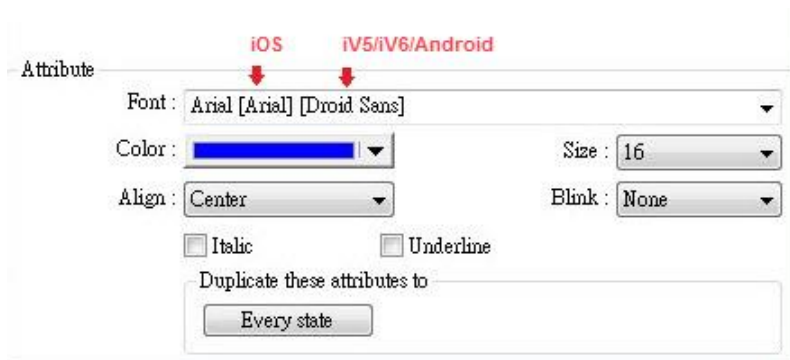 iOS iV5/iV6/Android
Attribute
Font : Arial [Arial] [Droid Sans]
Color : Size : 16
Align : Center Blink : None
Italic Underline
Duplicate these attributes to
Every state